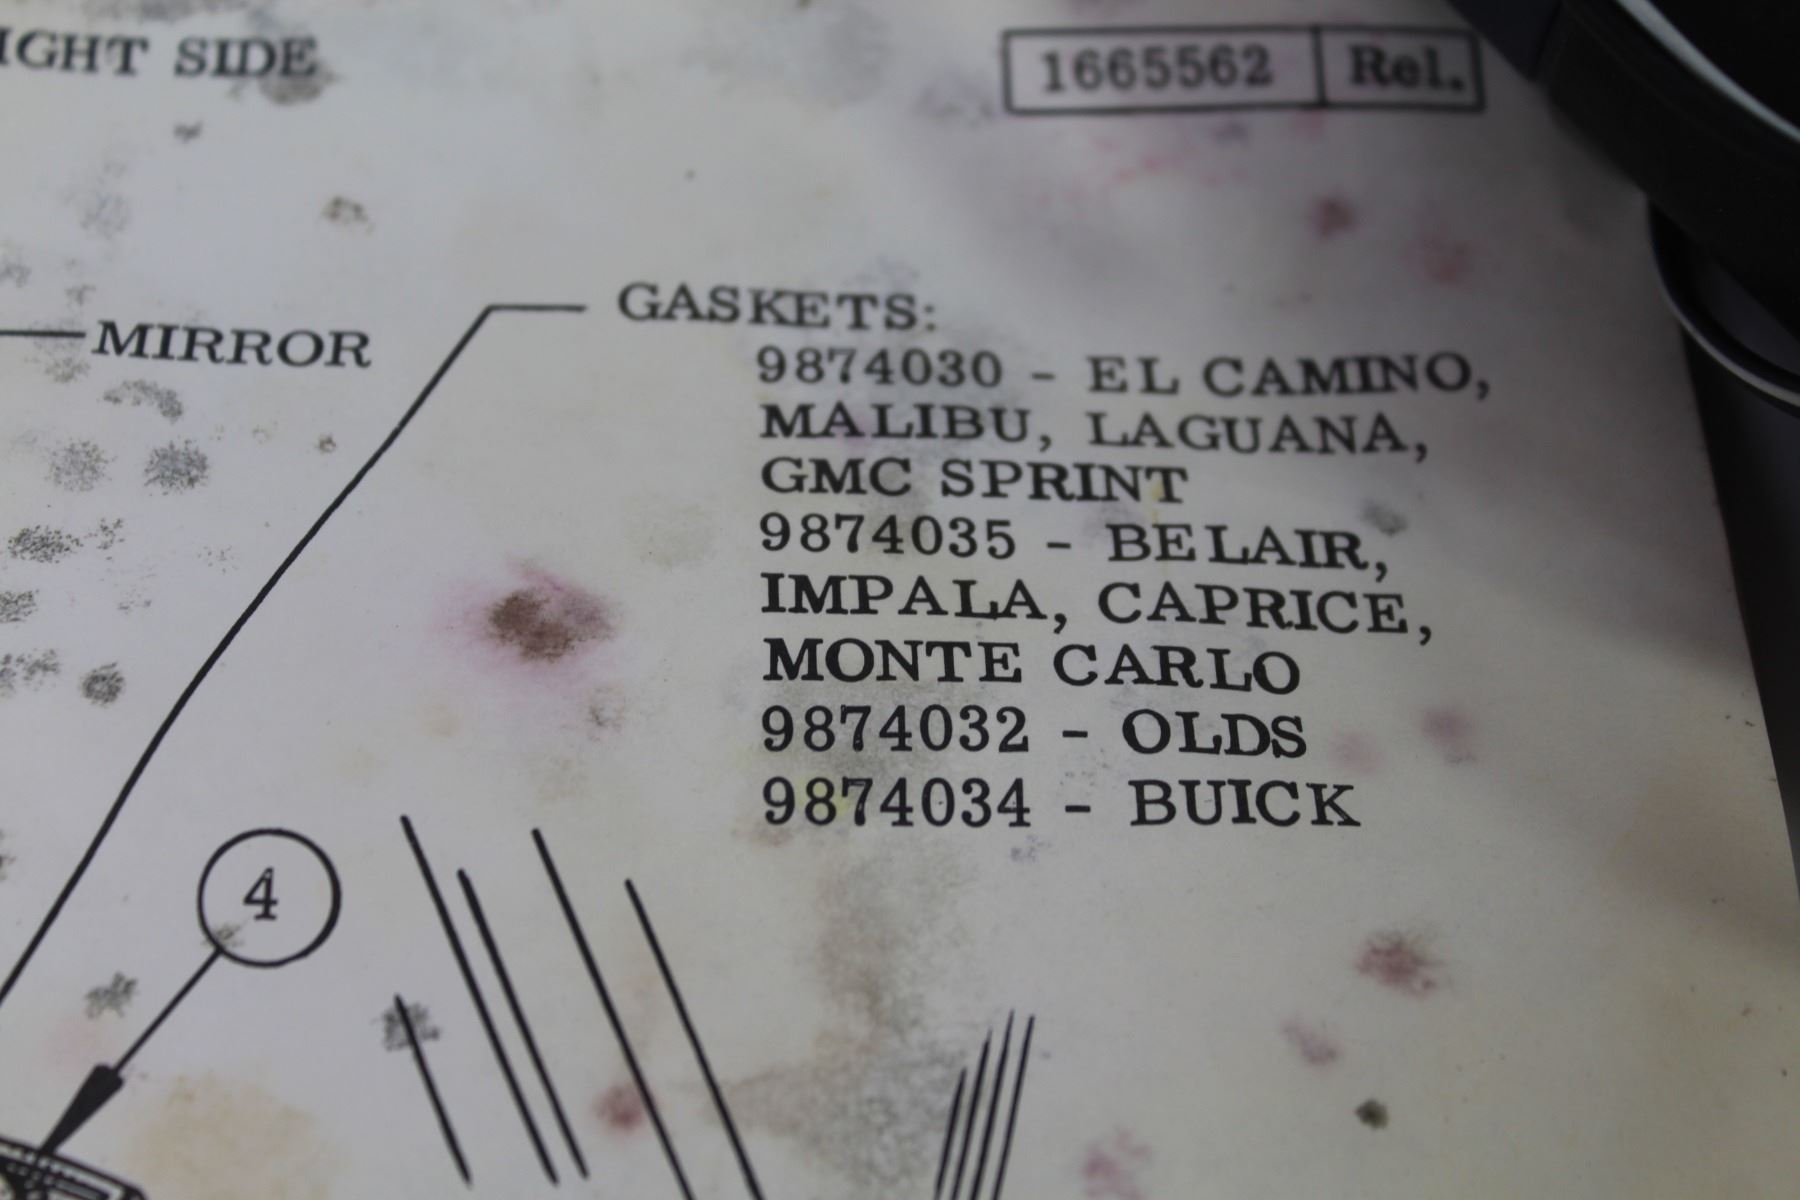 IGHT SIDE
1665562 Rel.
MIRROR
GASKETS:
9874030 - EL CAMINO,
MALIBU, LAGUANA,
GMC SPRINT
9874035 - BELAIR,
IMPALA, CAPRICE,
MONTE CARLO
9874032 - OLDS
9874034 - BUICK
4